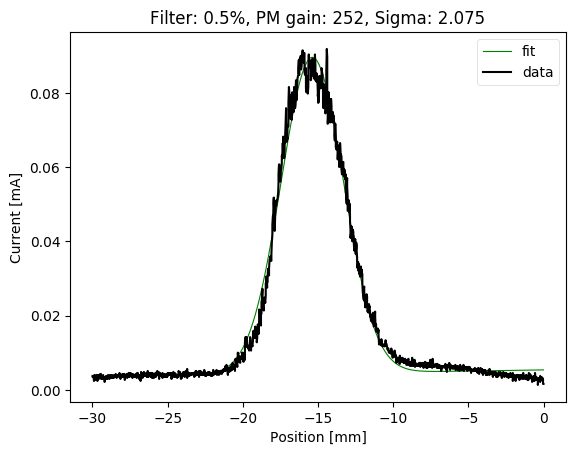 Filter: 0.5%, PM gain: 252, Sigma: 2.075
fit
data
0.08
0.06
0.04
0.02
0.00
Current [mA]
−30
−25
−20
−15
−10
−5
0
Position [mm]